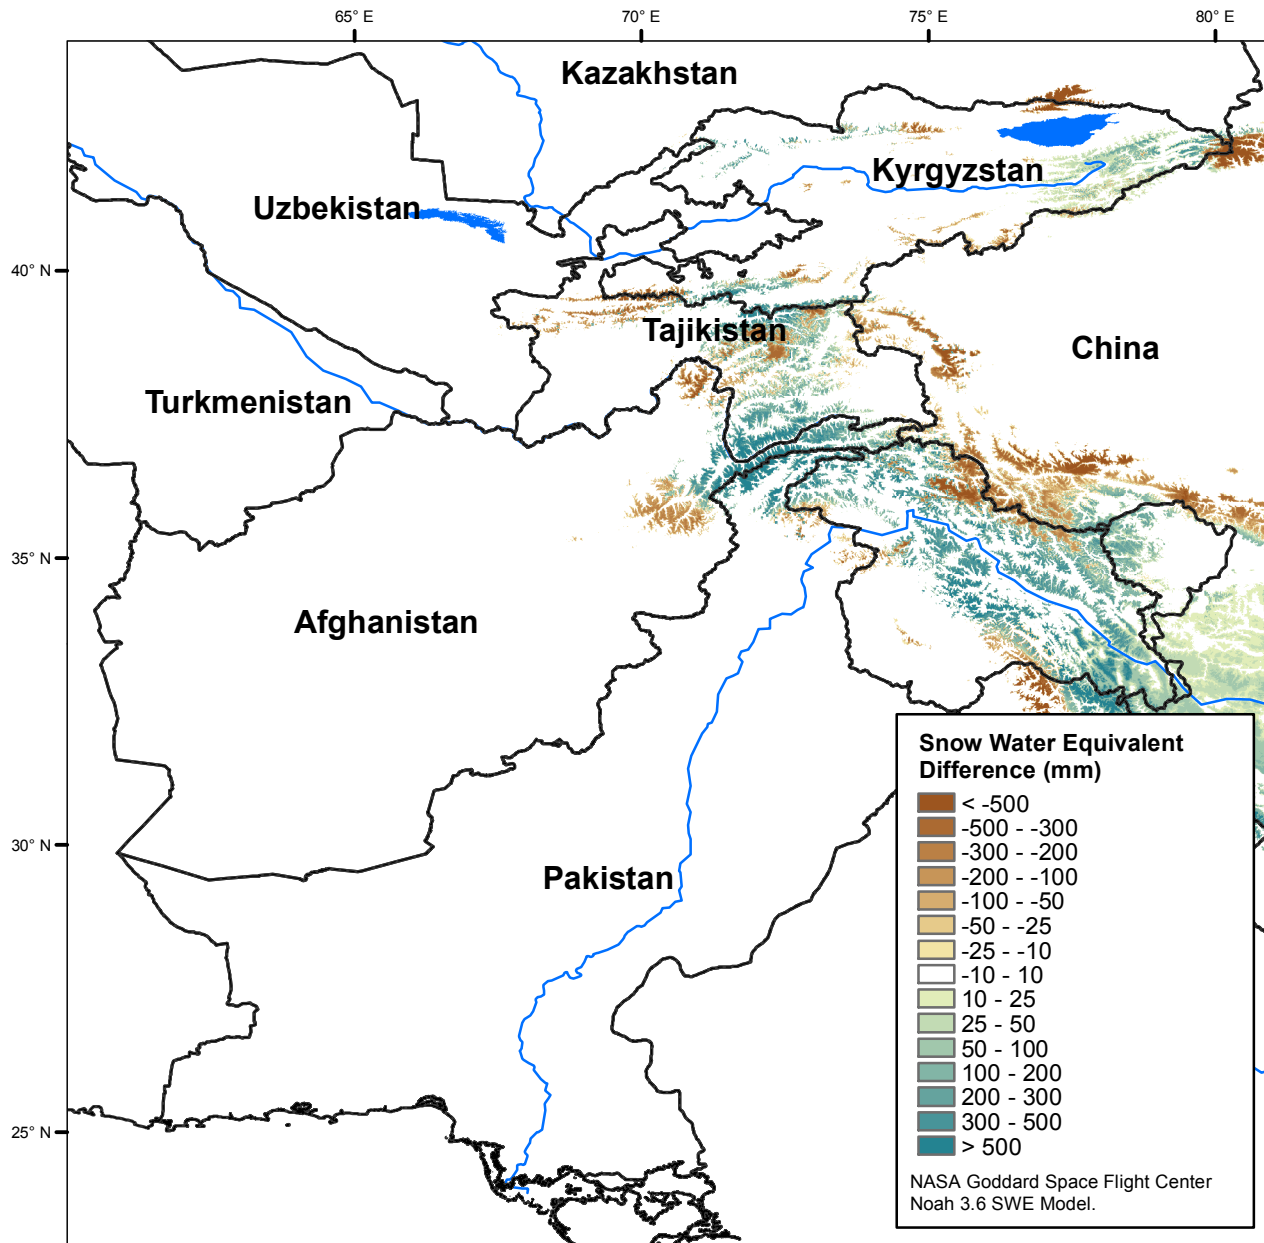 65° E
70° E
75° E
80° E
Kazakhstan
Kyrgyzstan
Uzbekistan
40° N
Tajikistan
China
Turkmenistan
35° N
Afghanistan
30° N
Pakistan
25° N
Snow Water Equivalent
Difference (mm)
< -500
-500 - -300
-300 - -200
-200 - -100
-100 - -50
-50 - -25
-25 - -10
-10 - 10
10 - 25
25 - 50
50 - 100
100 - 200
200 - 300
300 - 500
> 500
NASA Goddard Space Flight Center
Noah 3.6 SWE Model.